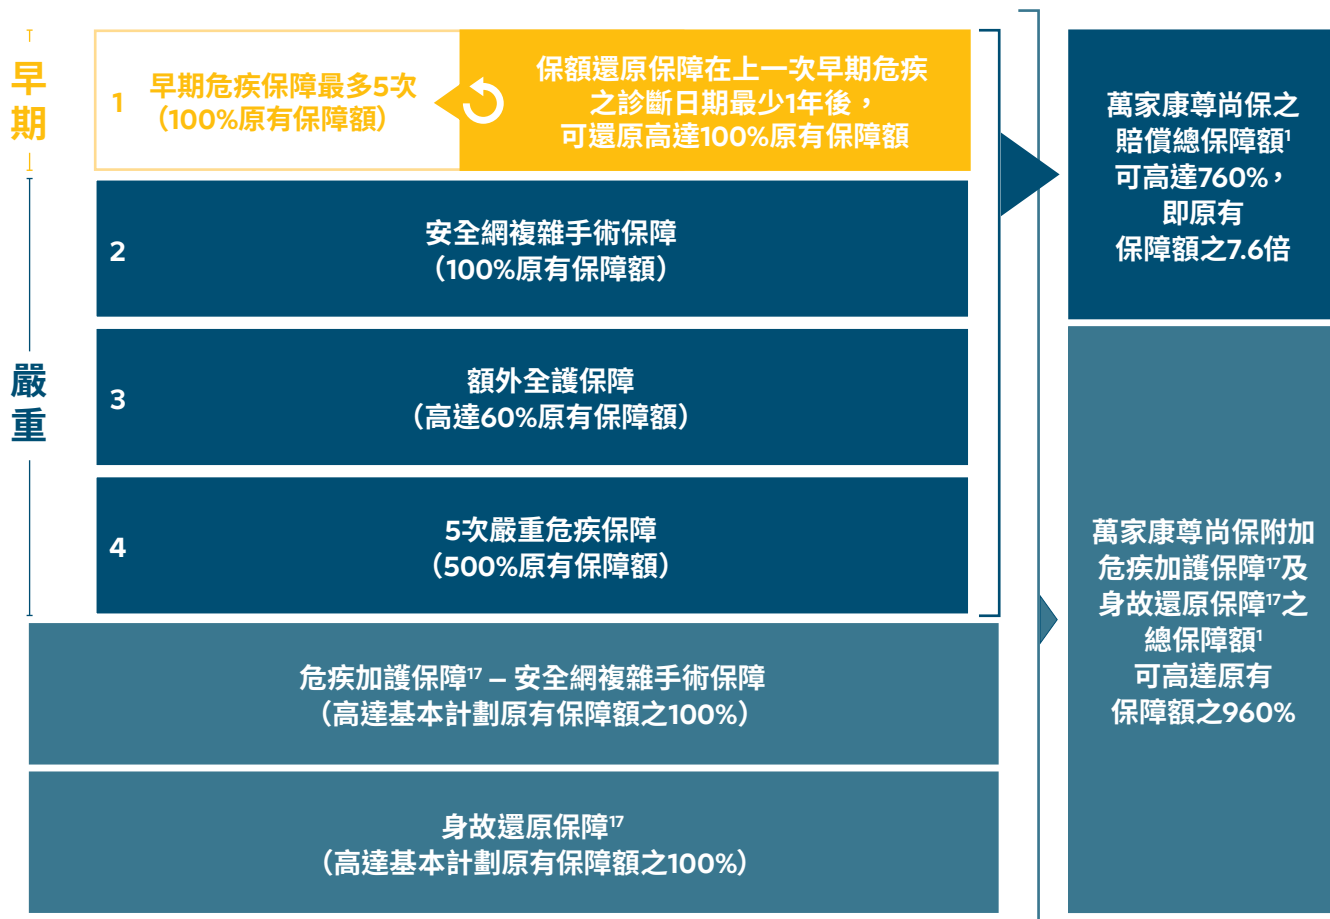 早期
1
早期危疾保障最多5次
（100%原有保障額）
保額還原保障在上一次早期危疾
之診斷日期最少1年後，
可還原高達100%原有保障額
嚴重
2
安全網複雜手術保障
（100%原有保障額）
3
額外全護保障
（高達60%原有保障額）
4
5次嚴重危疾保障
（500%原有保障額）
危疾加護保障17 – 安全網複雜手術保障
（高達基本計劃原有保障額之100%）
身故還原保障17
（高達基本計劃原有保障額之100%）
萬家康尊尚保之
賠償總保障額1
可高達760%，
即原有
保障額之7.6倍
萬家康尊尚保附加
危疾加護保障17及
身故還原保障17之
總保障額1
可高達原有
保障額之960%